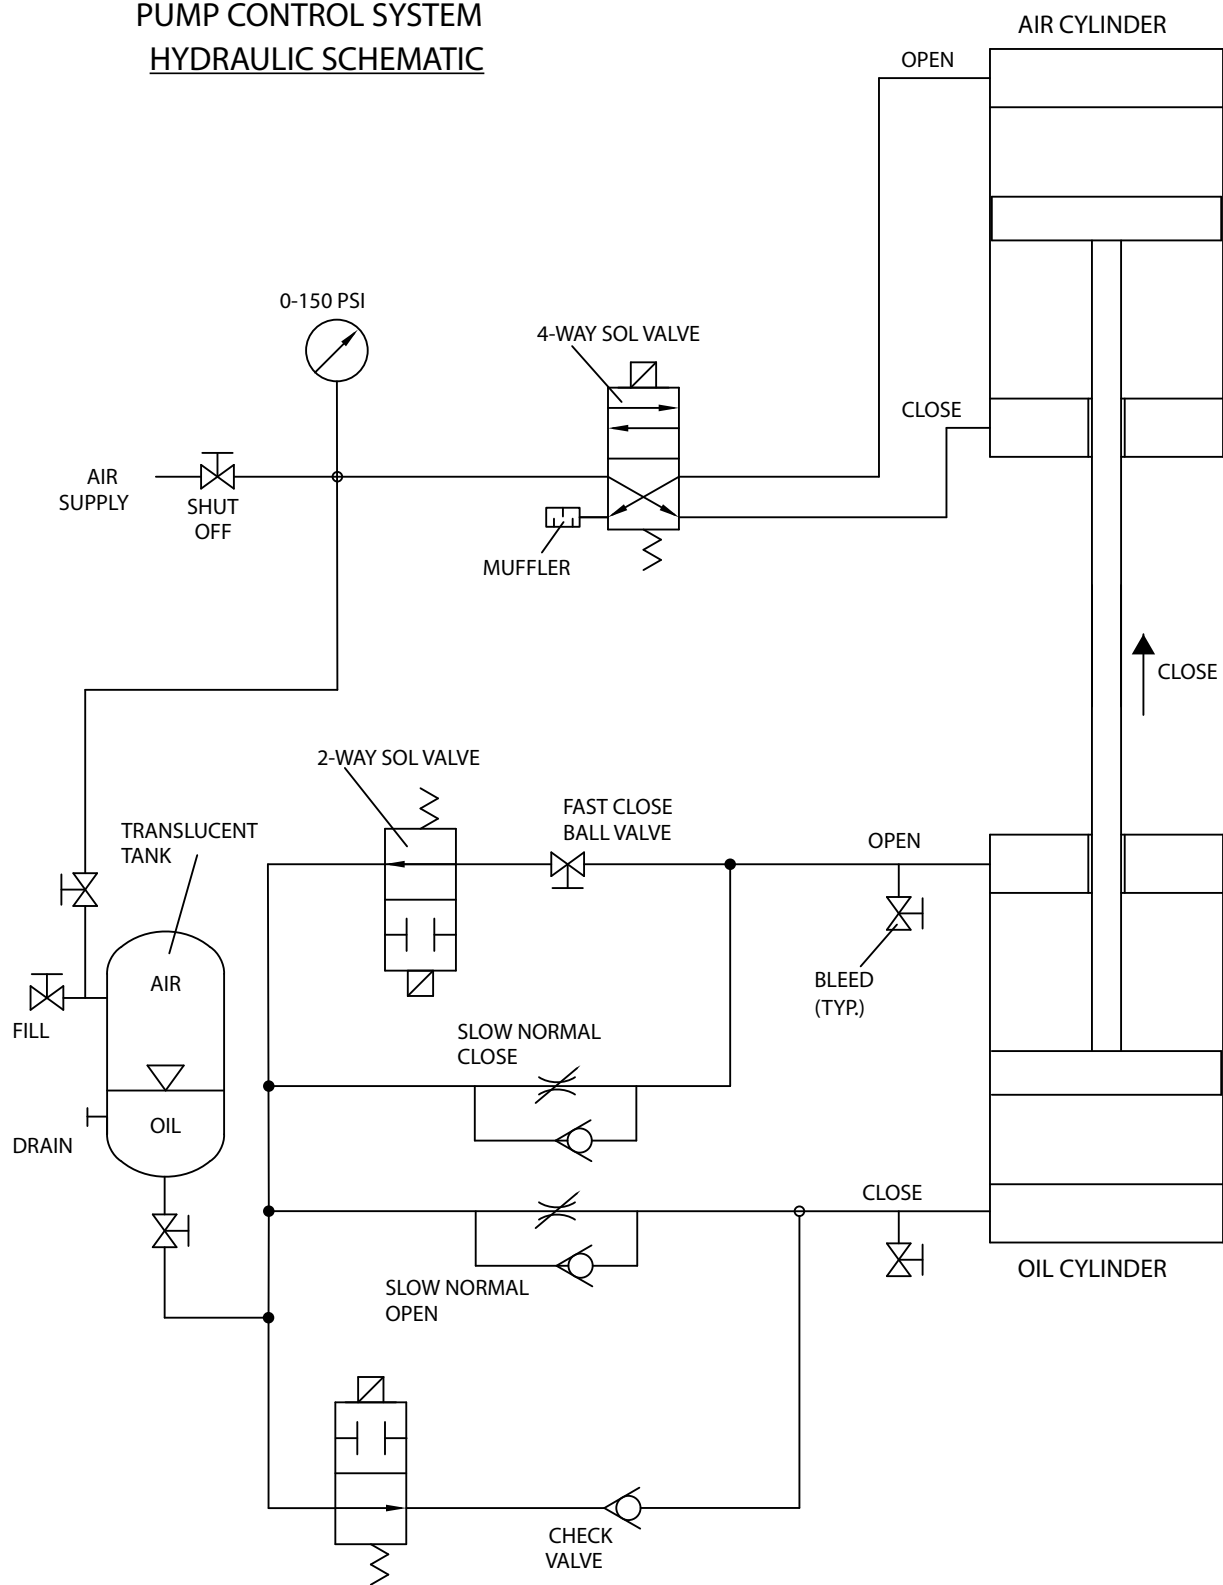 PUMP CONTROL SYSTEM
HYDRAULIC SCHEMATIC
AIR CYLINDER
OPEN
0-150 PSI
4-WAY SOL VALVE
CLOSE
AIR
SUPPLY
SHUT
OFF
MUFFLER
CLOSE
2-WAY SOL VALVE
FAST CLOSE
BALL VALVE
TRANSLUCENT
TANK
OPEN
AIR
BLEED
(TYP.)
FILL
SLOW NORMAL
CLOSE
OIL
DRAIN
CLOSE
OIL CYLINDER
SLOW NORMAL
OPEN
CHECK
VALVE